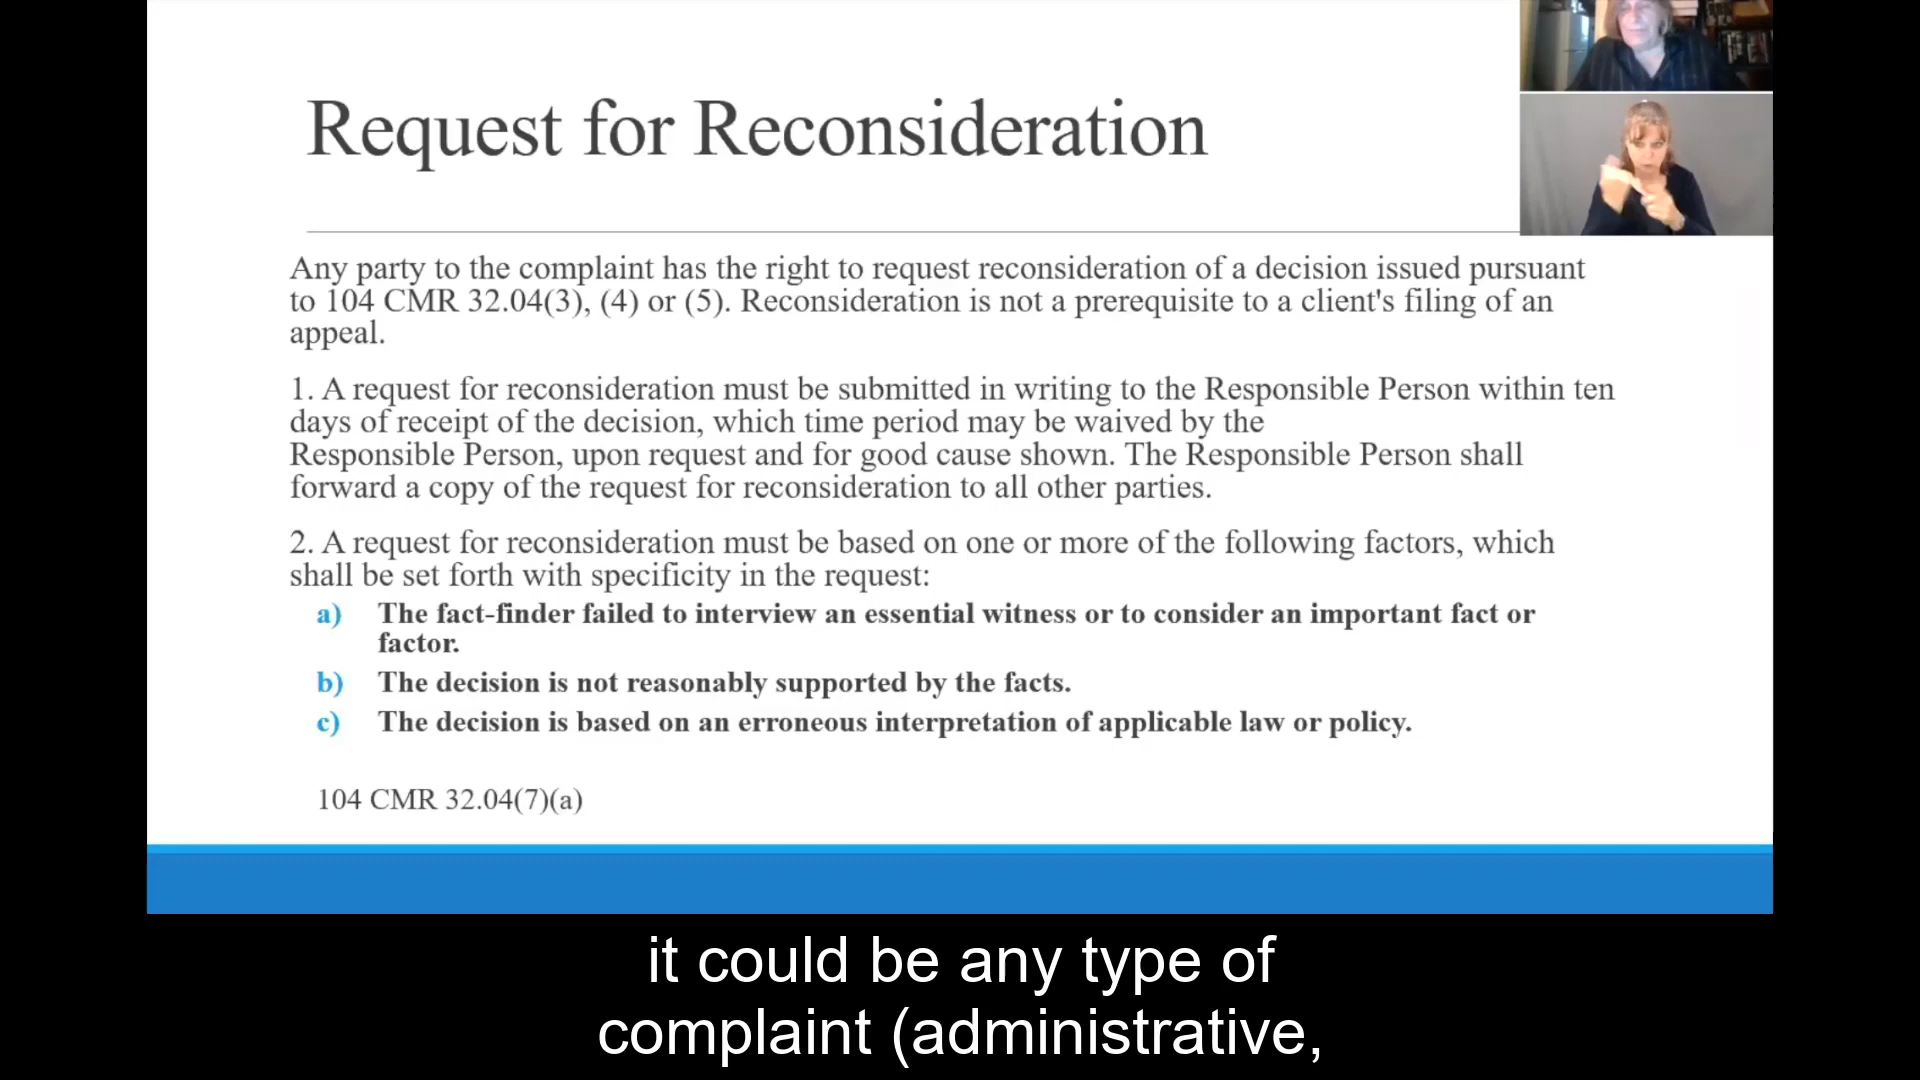 Request for Reconsideration
Any party to the complaint has the right to request reconsideration of a decision issued pursuant
to 104 CMR 32.04(3), (4) or (5). Reconsideration is not a prerequisite to a client's filing of an
appeal.
1. A request for reconsideration must be submitted in writing to the Responsible Person within ten
days of receipt of the decision, which time period may be waived by the
Responsible Person, upon request and for good cause shown. The Responsible Person shall
forward a copy of the request for reconsideration to all other parties.
2. A request for reconsideration must be based on one or more of the following factors, which
shall be set forth with specificity in the request:
a) The fact-finder failed to interview an essential witness or to consider an important fact or
factor.
b) The decision is not reasonably supported by the facts.
c) The decision is based on an erroneous interpretation of applicable law or policy.
104 CMR 32.04(7)(a)
it could be any type of
complaint (administrative,